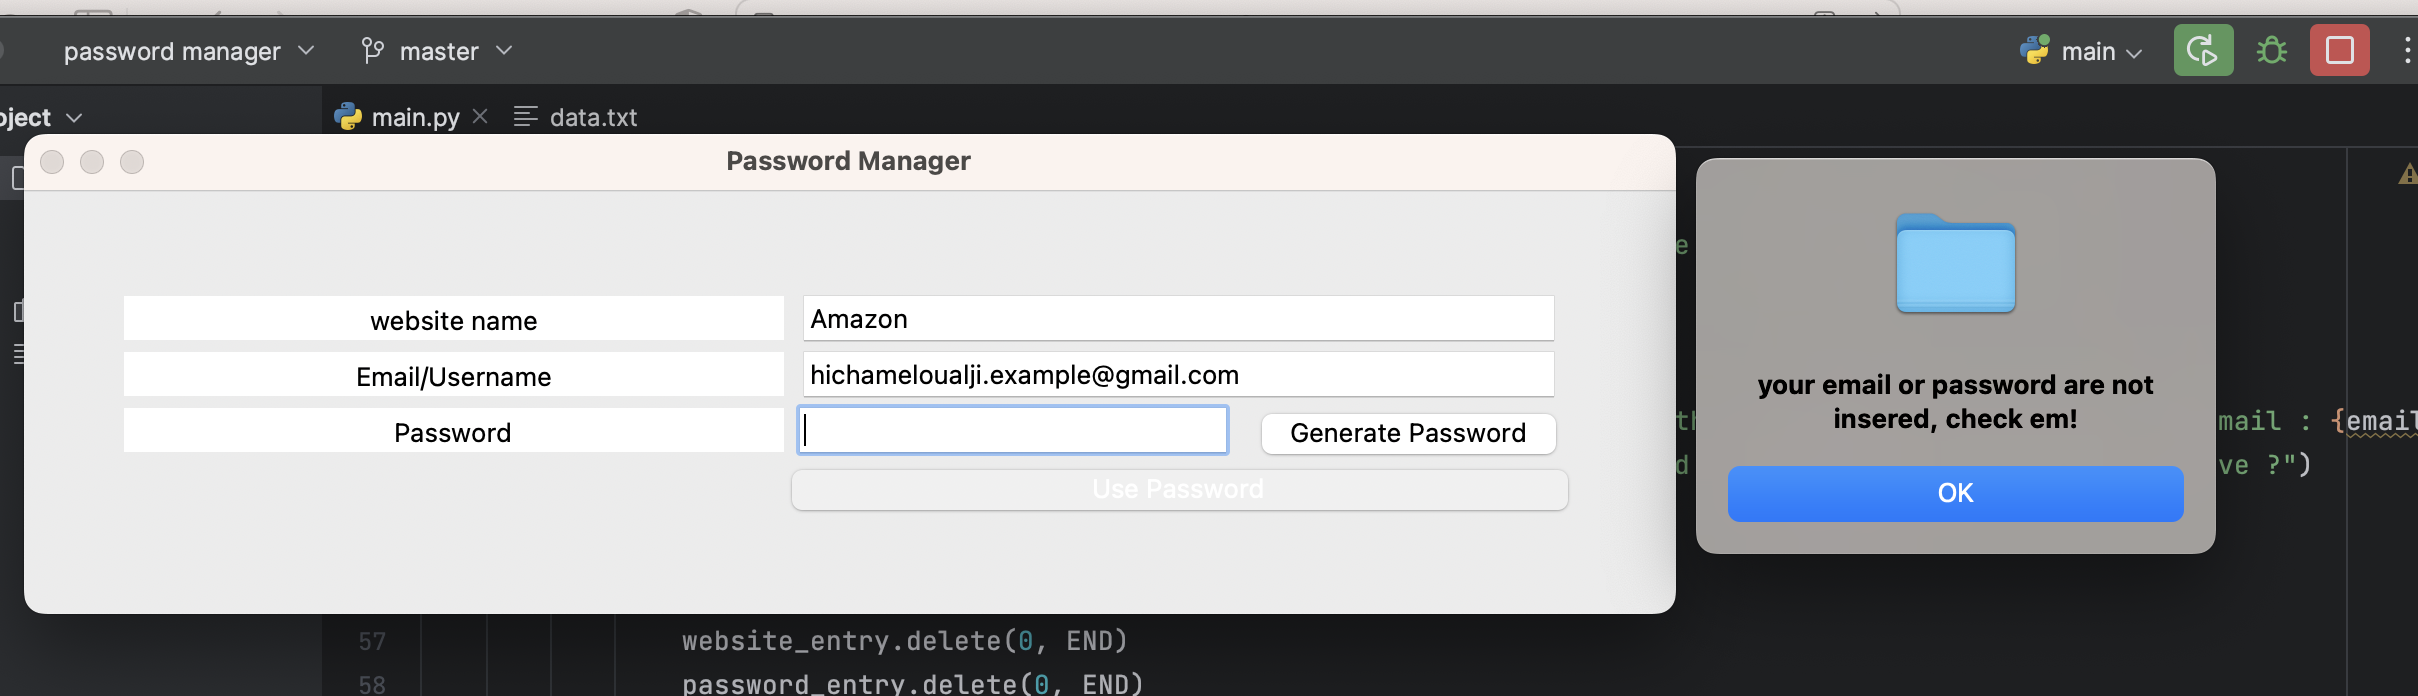 password manager
master
main
oject
main.py
data.txt
Password Manager
website name
Amazon
Email/Username
hichameloualji.example@gmail.com
Password
Generate Password
Use Password
your email or password are not
insered, check em!
OK
mail : {email
ve ?")
57 website_entry.delete(0, END)
58 password_entry.delete(0, END)